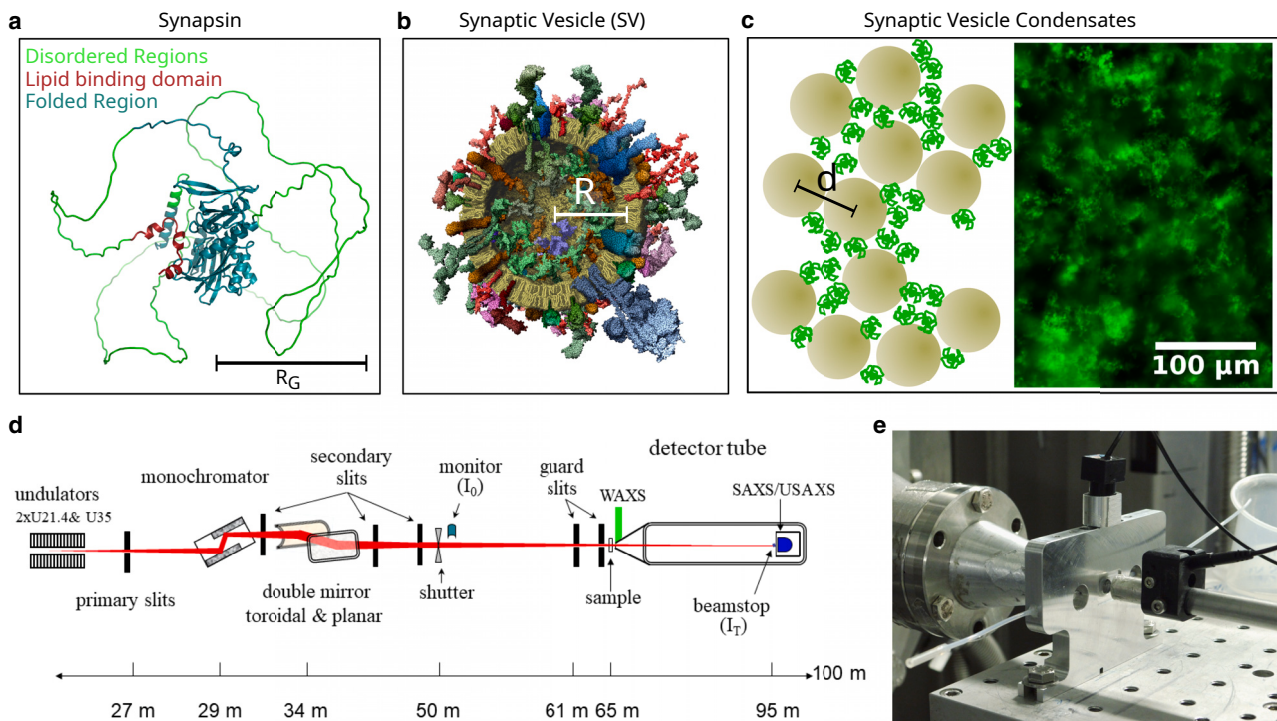 a
Synapsin
Disordered Regions
Lipid binding domain
Folded Region
R_G
b
Synaptic Vesicle (SV)
R
c
Synaptic Vesicle Condensates
d
100 µm
d
undulators
2xU21.4& U35
primary slits
monochromator
secondary
slits
double mirror
toroidal & planar
monitor
(I₀)
shutter
guard
slits
WAXS
sample
detector tube
SAXS/USAXS
beamstop
(I_T)
100 m
27 m
29 m
34 m
50 m
61 m
65 m
95 m
e